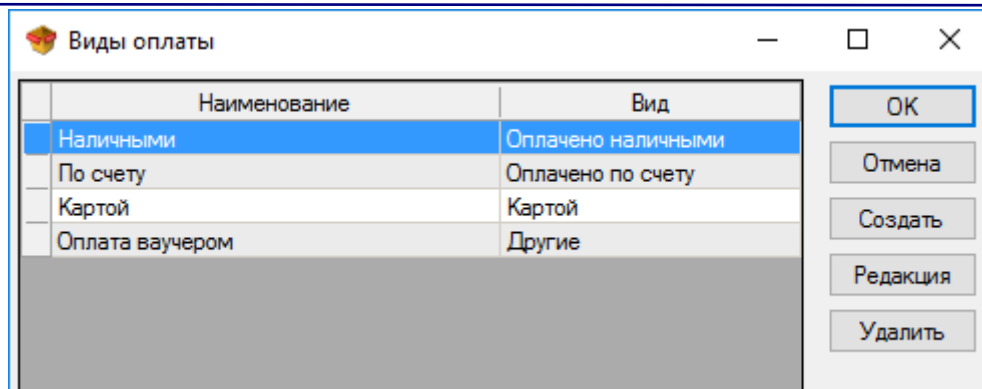 Виды оплаты
Наименование Вид
Наличными Оплачено наличными
По счету Оплачено по счету
Картой Картой
Оплата ваучером Другие
OK
Отмена
Создать
Редакция
Удалить